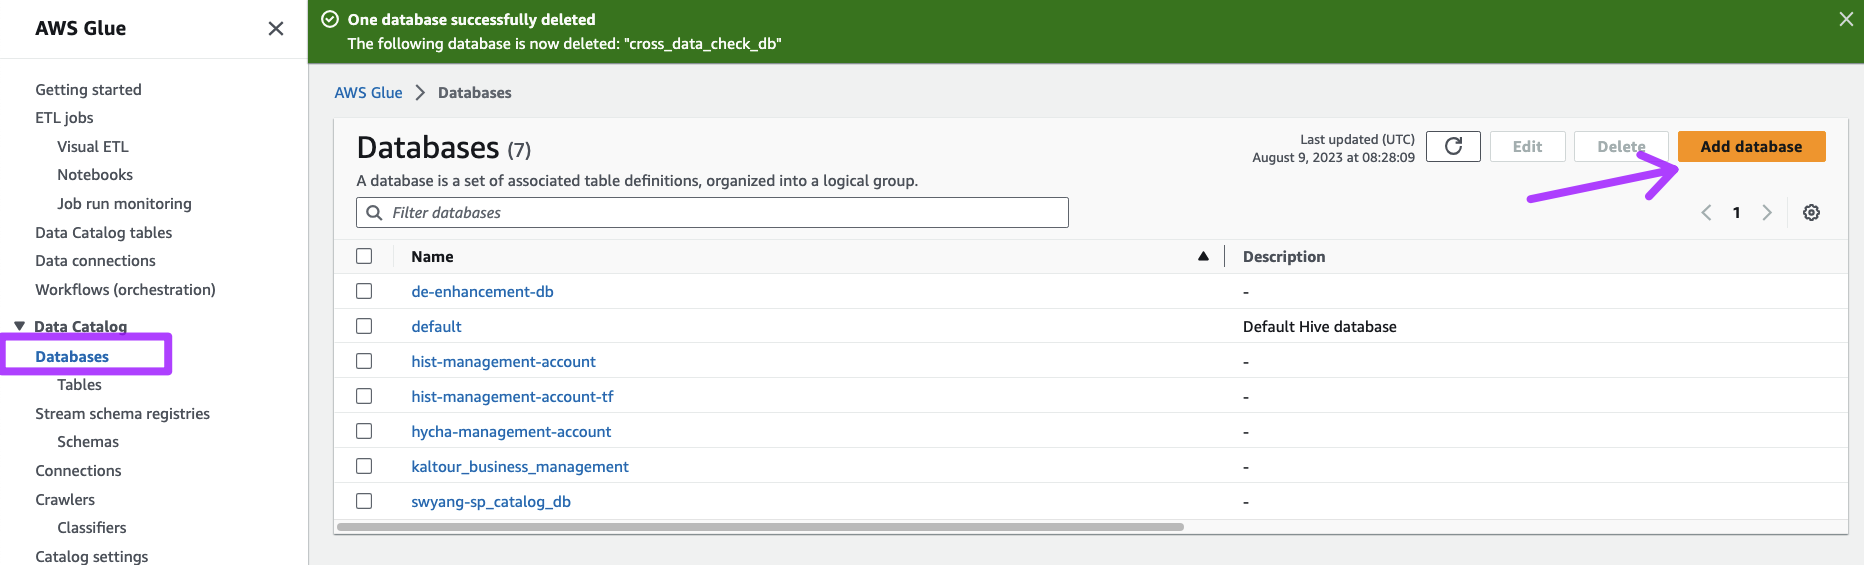 AWS Glue
Getting started
ETL jobs
Visual ETL
Notebooks
Job run monitoring
Data Catalog tables
Data connections
Workflows (orchestration)
Data Catalog
Databases
Tables
Stream schema registries
Schemas
Connections
Crawlers
Classifiers
Catalog settings
One database successfully deleted
The following database is now deleted: "cross_data_check_db"
AWS Glue > Databases
Databases (7)
Last updated (UTC)
August 9, 2023 at 08:28:09
Edit
Delete
Add database
A database is a set of associated table definitions, organized into a logical group.
Filter databases
1
Name Description
de-enhancement-db -
default Default Hive database
hist-management-account -
hist-management-account-tf -
hycha-management-account -
kaltour_business_management -
swyang-sp_catalog_db -